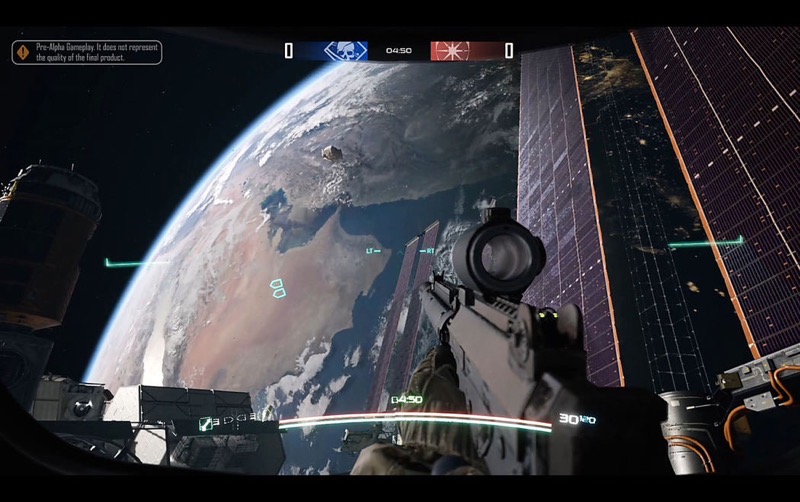 Pre-Alpha Gameplay. It does not represent
the quality of the final product.
0 04:50 0
LT RT
04:50
30 120